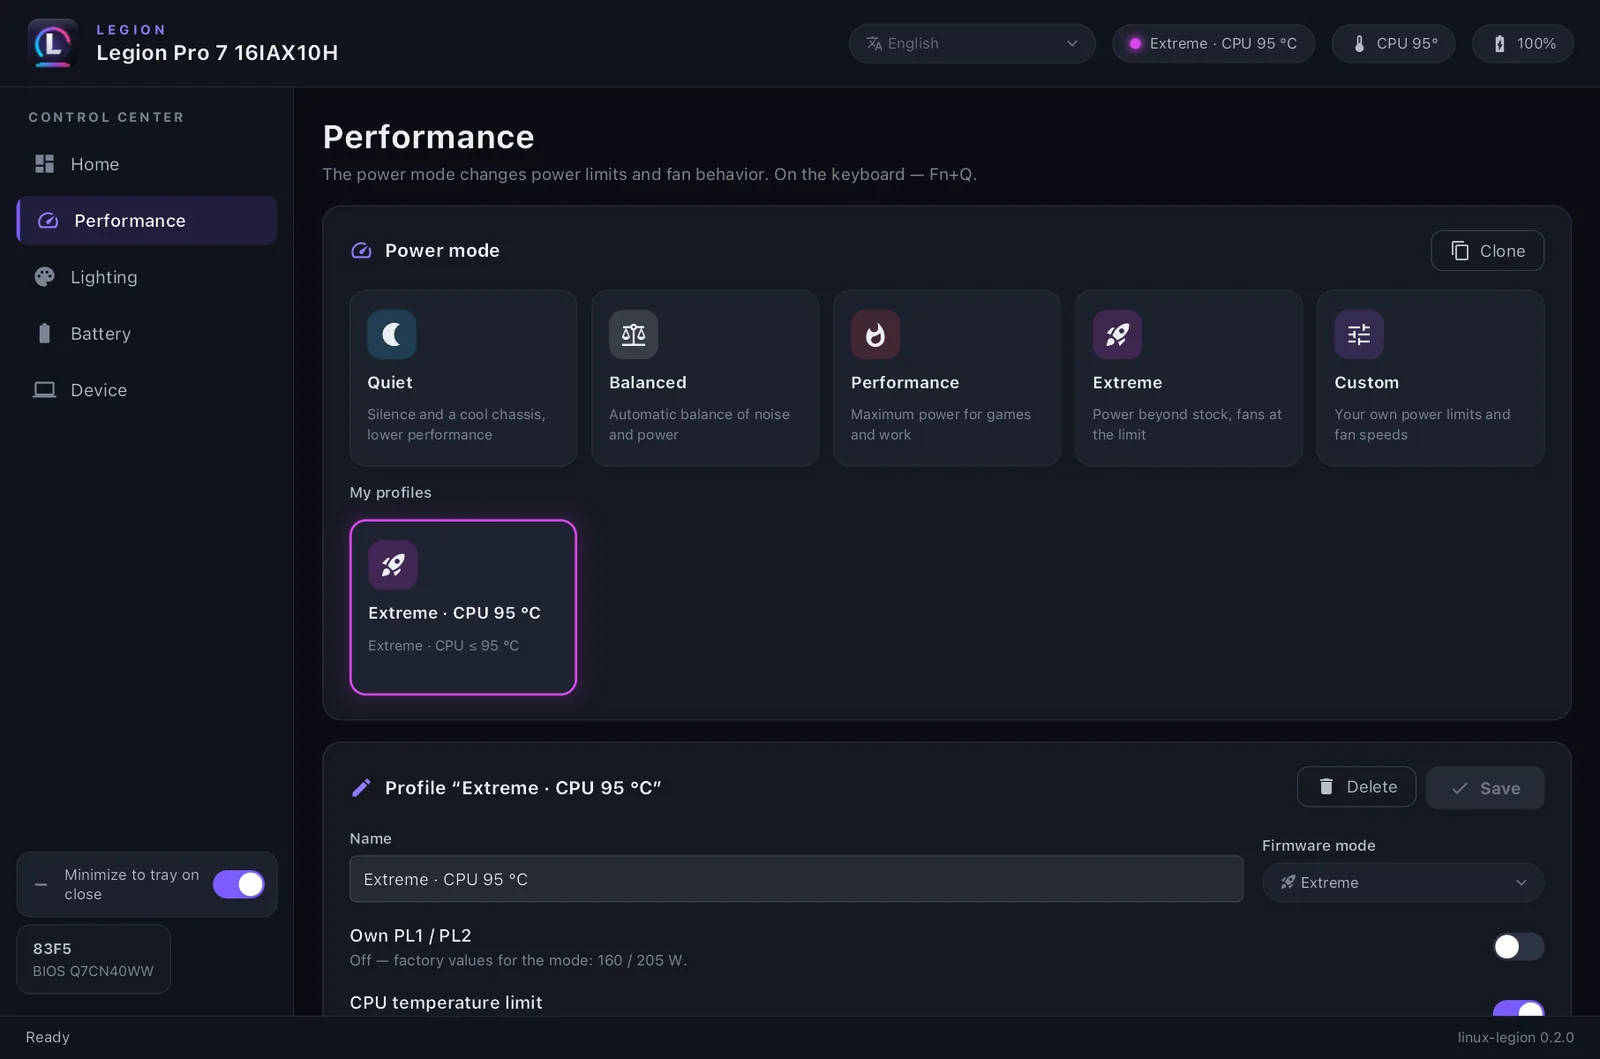 LEGION
Legion Pro 7 16IAX10H
English
Extreme · CPU 95 °C
CPU 95°
100%
CONTROL CENTER
Home
Performance
Lighting
Battery
Device
Minimize to tray on
close
83F5
BIOS Q7CN40WW
Performance
The power mode changes power limits and fan behavior. On the keyboard — Fn+Q.
Power mode
Clone
Quiet
Silence and a cool chassis,
lower performance
Balanced
Automatic balance of noise
and power
Performance
Maximum power for games
and work
Extreme
Power beyond stock, fans at
the limit
Custom
Your own power limits and
fan speeds
My profiles
Extreme · CPU 95 °C
Extreme · CPU ≤ 95 °C
Profile “Extreme · CPU 95 °C”
Delete
Save
Name
Extreme · CPU 95 °C
Firmware mode
Extreme
Own PL1 / PL2
Off — factory values for the mode: 160 / 205 W.
CPU temperature limit
Ready
linux-legion 0.2.0